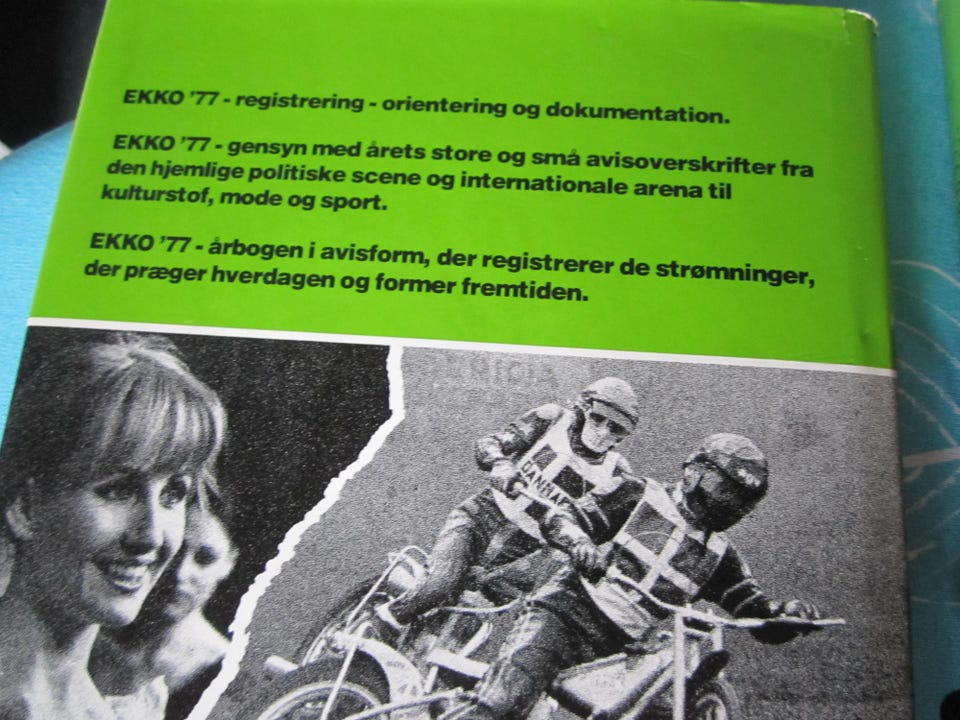 EKKO '77 - registrering - orientering og dokumentation.
EKKO '77 - gensyn med årets store og små avisoverskrifter fra
den hjemlige politiske scene og internationale arena til
kulturstof, mode og sport.
EKKO '77 - årbogen i avisform, der registrerer de strømninger,
der præger hverdagen og former fremtiden.